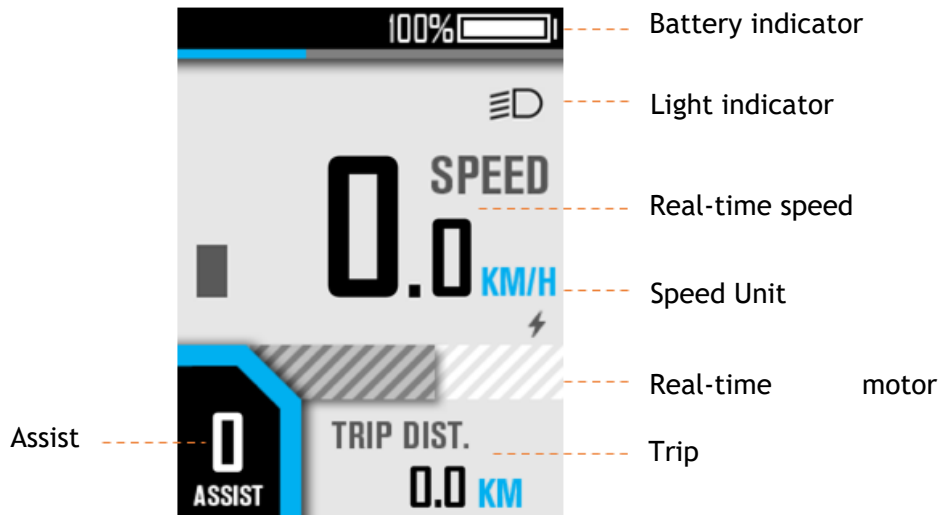 100%
Battery indicator
Light indicator
SPEED
Real-time speed
0.0 KM/H
Speed Unit
Real-time motor
Assist
0
ASSIST
TRIP DIST.
Trip
0.0 KM